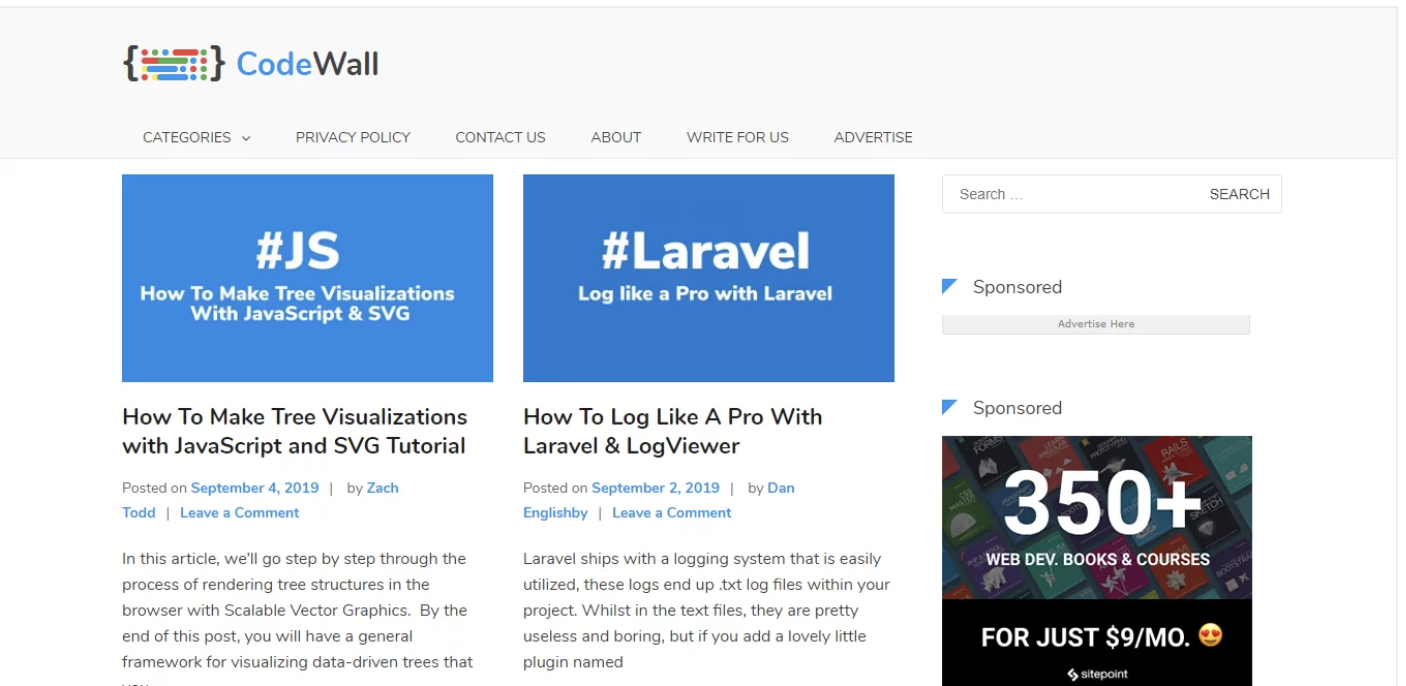 { } CodeWall
CATEGORIES PRIVACY POLICY CONTACT US ABOUT WRITE FOR US ADVERTISE
#JS
How To Make Tree Visualizations
With JavaScript & SVG
How To Make Tree Visualizations
with JavaScript and SVG Tutorial
Posted on September 4, 2019 | by Zach
Todd | Leave a Comment
In this article, we'll go step by step through the
process of rendering tree structures in the
browser with Scalable Vector Graphics. By the
end of this post, you will have a general
framework for visualizing data-driven trees that
#Laravel
Log like a Pro with Laravel
How To Log Like A Pro With
Laravel & LogViewer
Posted on September 2, 2019 | by Dan
Englishby | Leave a Comment
Laravel ships with a logging system that is easily
utilized, these logs end up .txt log files within your
project. Whilst in the text files, they are pretty
useless and boring, but if you add a lovely little
plugin named
Search … SEARCH
Sponsored
Advertise Here
Sponsored
FORMS
RAILS
SKETCH
350+
WEB DEV. BOOKS & COURSES
FOR JUST $9/MO. 😍
sitepoint